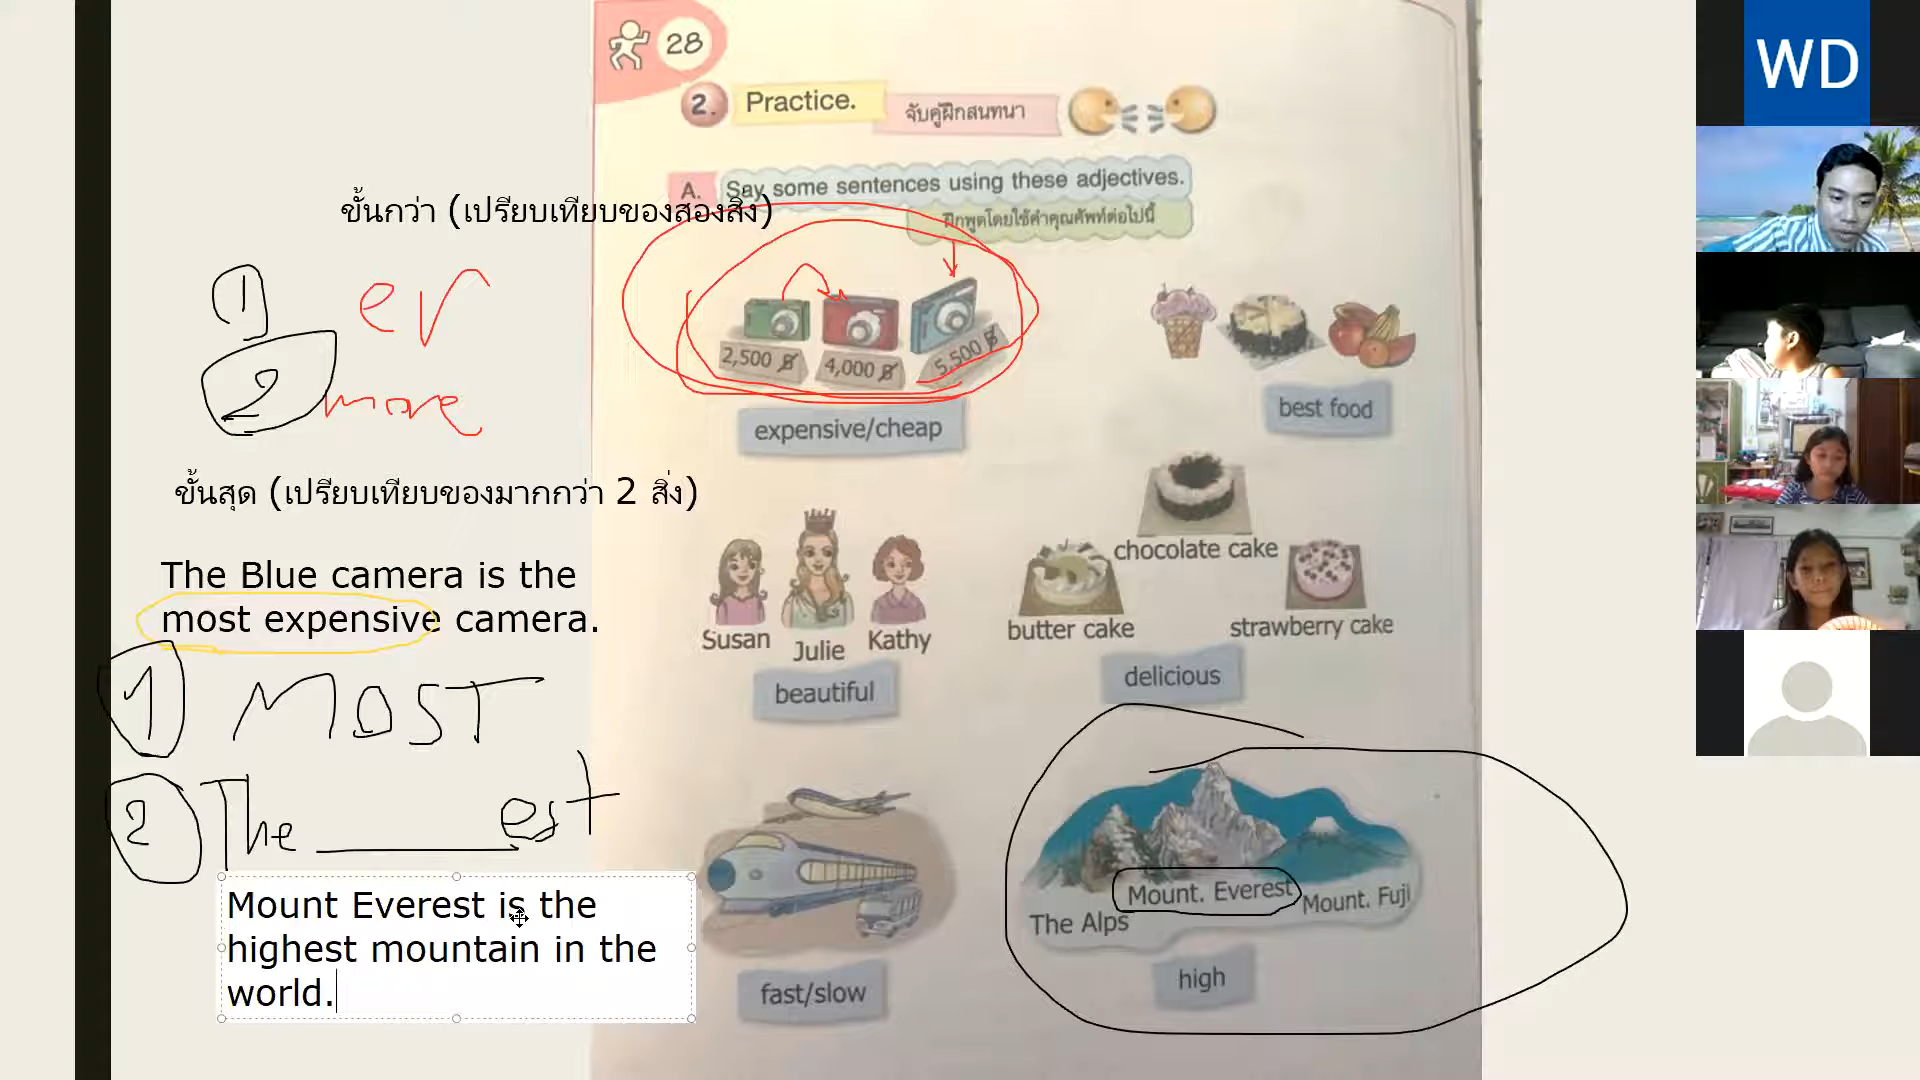 28
2. Practice. จับคู่ฝึกสนทนา
A. Say some sentences using these adjectives.
ฝึกพูดโดยใช้คำคุณศัพท์ต่อไปนี้
ขั้นกว่า (เปรียบเทียบของสองสิ่ง)
1 er
2 more
2,500 ฿ 4,000 ฿ 5,500 ฿
expensive/cheap
best food
ขั้นสุด (เปรียบเทียบของมากกว่า 2 สิ่ง)
The Blue camera is the
most expensive camera.
1 MOST
2 The ______ est
Mount Everest is the
highest mountain in the
world.
Susan Julie Kathy
beautiful
chocolate cake
butter cake strawberry cake
delicious
fast/slow
The Alps Mount. Everest Mount. Fuji
high
WD